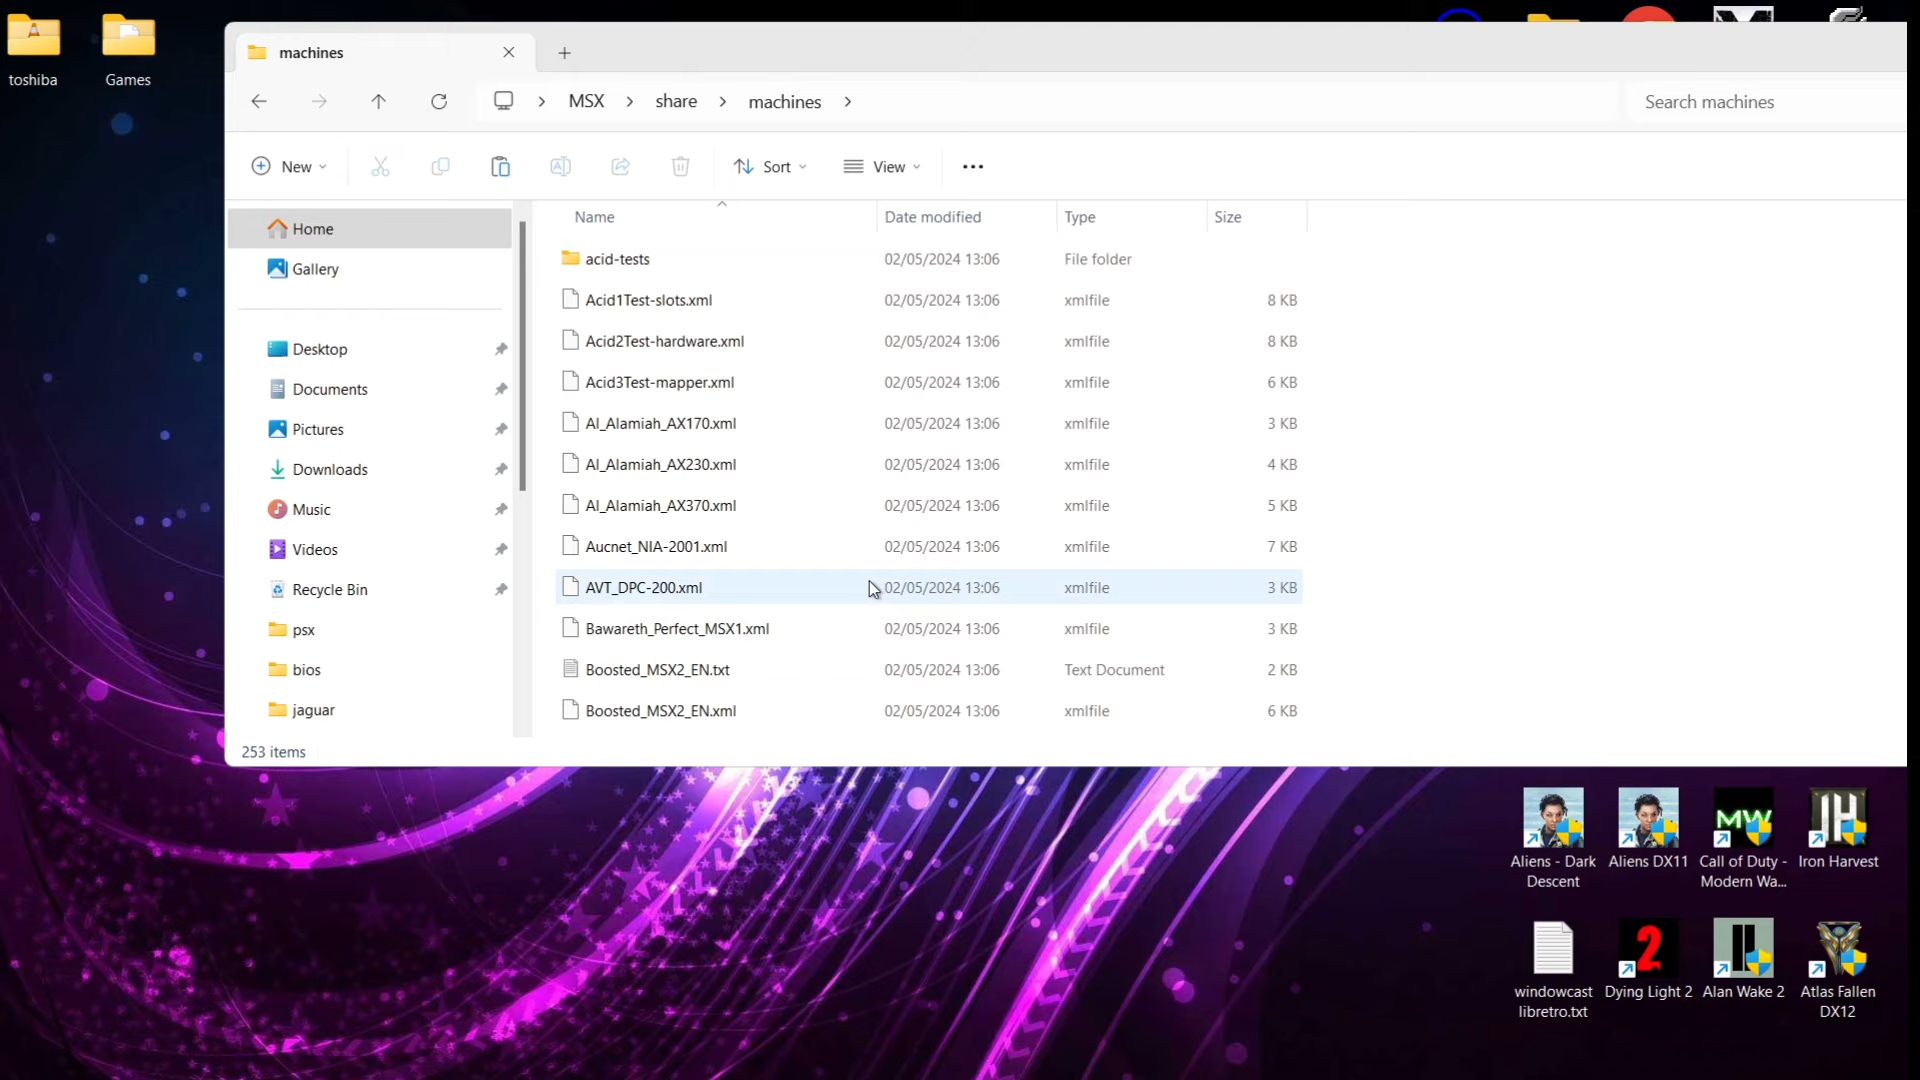 toshiba
Games
machines
MSX share machines
Search machines
New
Sort
View
Name Date modified Type Size
Home
Gallery
Desktop
Documents
Pictures
Downloads
Music
Videos
Recycle Bin
psx
bios
jaguar
acid-tests 02/05/2024 13:06 File folder
Acid1Test-slots.xml 02/05/2024 13:06 xmlfile 8 KB
Acid2Test-hardware.xml 02/05/2024 13:06 xmlfile 8 KB
Acid3Test-mapper.xml 02/05/2024 13:06 xmlfile 6 KB
Al_Alamiah_AX170.xml 02/05/2024 13:06 xmlfile 3 KB
Al_Alamiah_AX230.xml 02/05/2024 13:06 xmlfile 4 KB
Al_Alamiah_AX370.xml 02/05/2024 13:06 xmlfile 5 KB
Aucnet_NIA-2001.xml 02/05/2024 13:06 xmlfile 7 KB
AVT_DPC-200.xml 02/05/2024 13:06 xmlfile 3 KB
Bawareth_Perfect_MSX1.xml 02/05/2024 13:06 xmlfile 3 KB
Boosted_MSX2_EN.txt 02/05/2024 13:06 Text Document 2 KB
Boosted_MSX2_EN.xml 02/05/2024 13:06 xmlfile 6 KB
253 items
MW
IH
Aliens - Dark
Descent
Aliens DX11
Call of Duty -
Modern Wa...
Iron Harvest
2
windowcast
libretro.txt
Dying Light 2
Alan Wake 2
Atlas Fallen
DX12